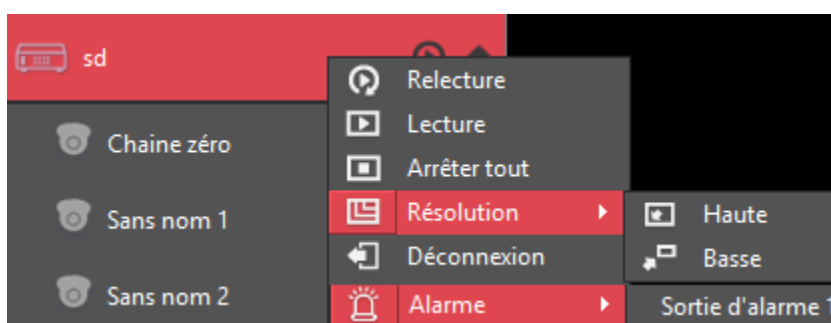 sd
Chaine zéro
Sans nom 1
Sans nom 2
Relecture
Lecture
Arrêter tout
Résolution
Déconnexion
Alarme
Haute
Basse
Sortie d'alarme 1